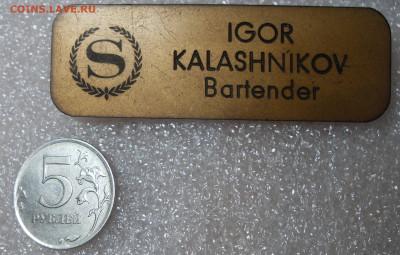 COINS.LAVE.RU
S
IGOR
KALASHNIKOV
Bartender
5
РУБЛЕЙ